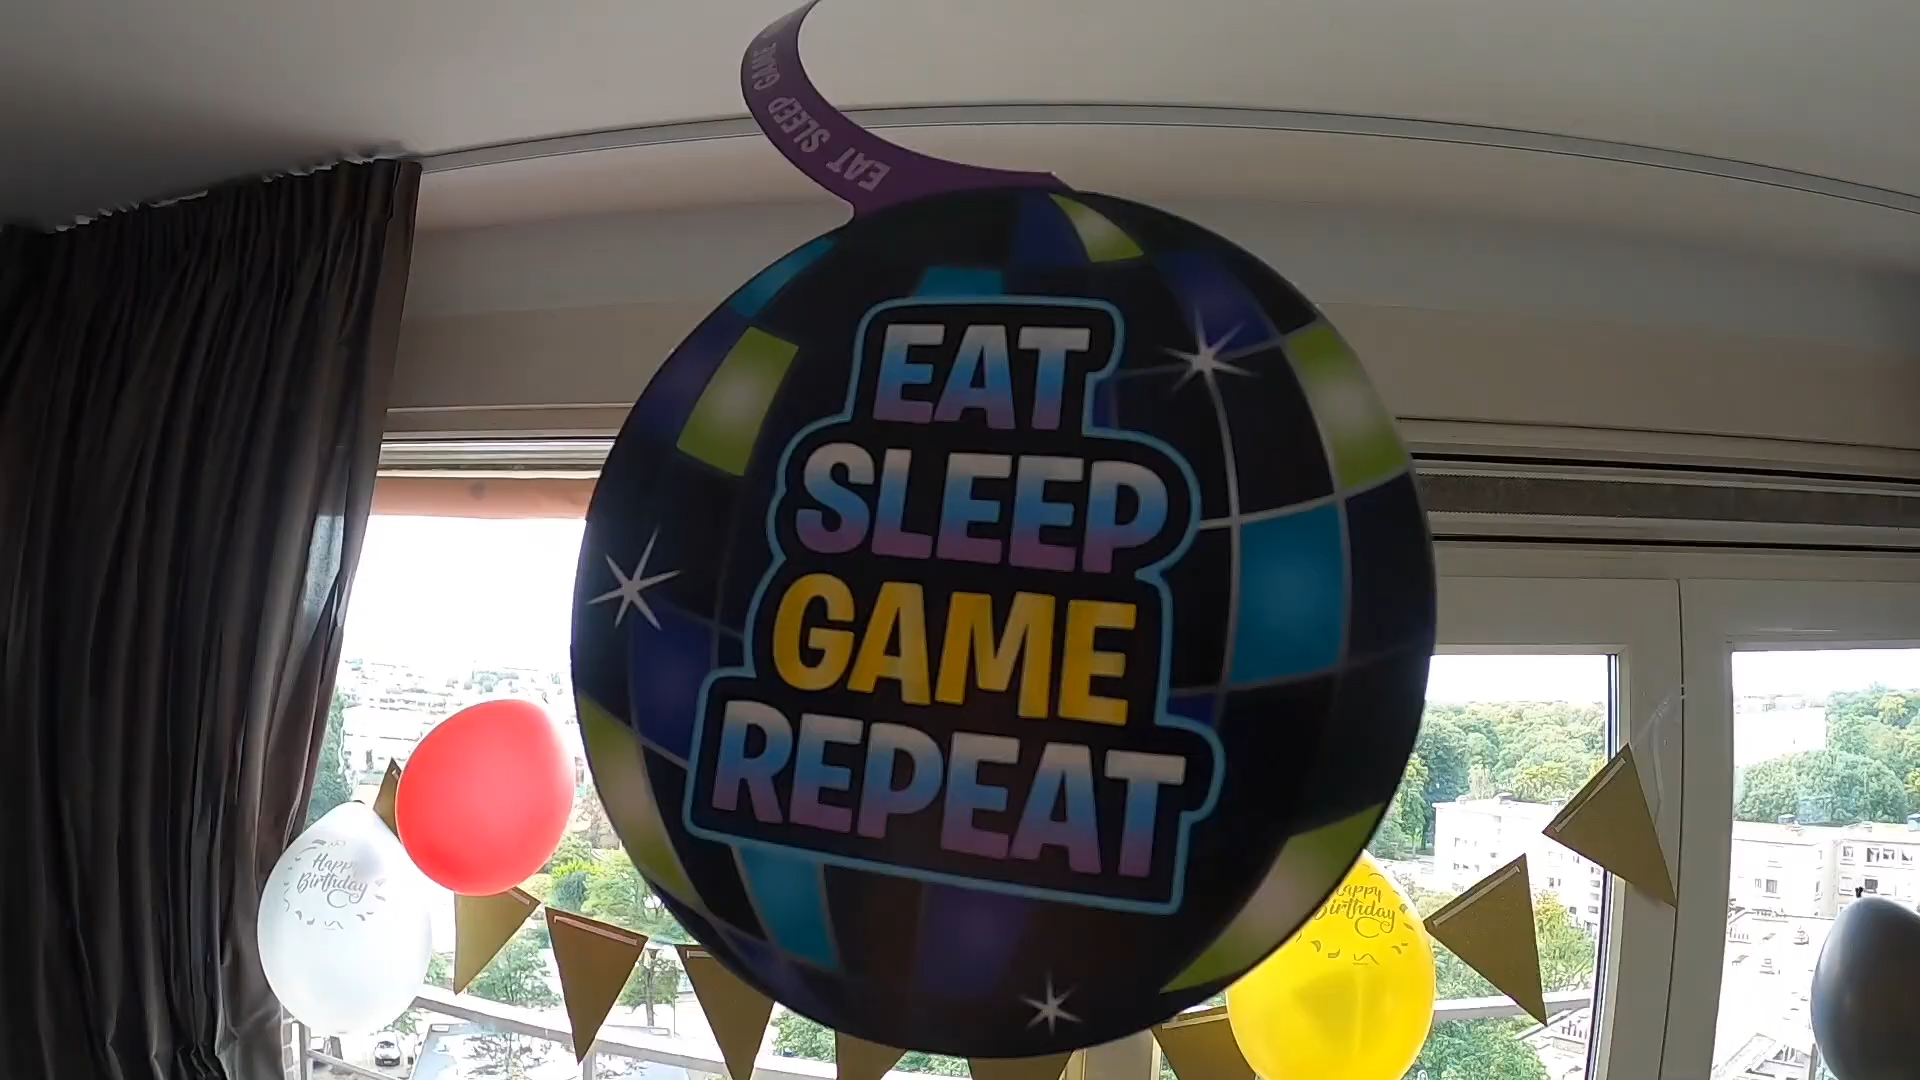 EAT SLEEP GAME
EAT
SLEEP
GAME
REPEAT
Happy
Birthday
Happy
Birthday